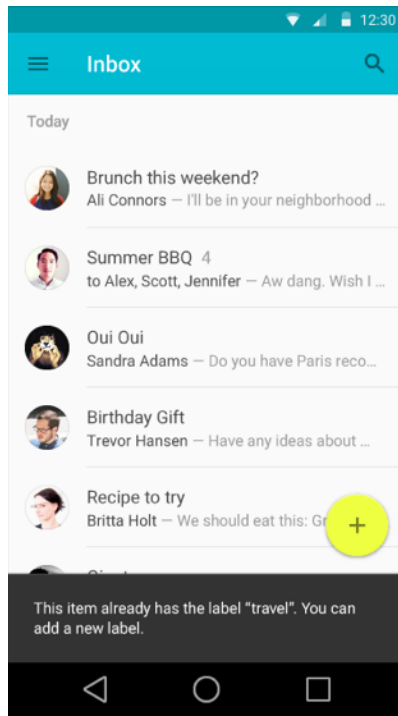 12:30
Inbox
Today
Brunch this weekend?
Ali Connors — I'll be in your neighborhood ...
Summer BBQ 4
to Alex, Scott, Jennifer — Aw dang. Wish I ...
Oui Oui
Sandra Adams — Do you have Paris reco...
Birthday Gift
Trevor Hansen — Have any ideas about ...
Recipe to try
Britta Holt — We should eat this:
This item already has the label “travel”. You can
add a new label.